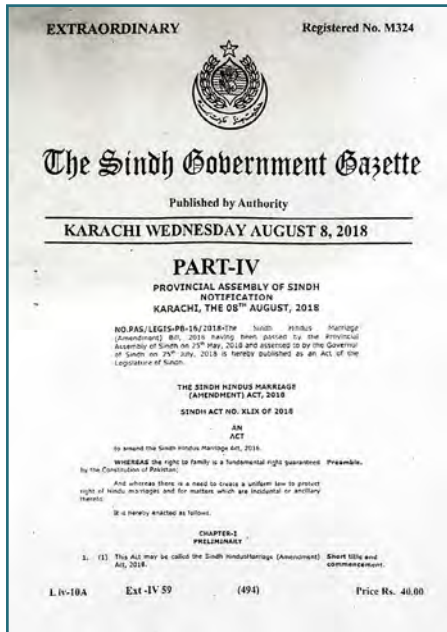 EXTRAORDINARY Registered No. M324
The Sindh Government Gazette
Published by Authority
KARACHI WEDNESDAY AUGUST 8, 2018
PART-IV
PROVINCIAL ASSEMBLY OF SINDH
NOTIFICATION
KARACHI, THE 08TH AUGUST, 2018
NO.PAS/LEGIS-PB-16/2018-The Sindh Hindus Marriage
(Amendment) Bill, 2018 having been passed by the Provincial
Assembly of Sindh on 25th May, 2018 and assented to by the Governor
of Sindh on 25th July, 2018 is hereby published as an Act of the
Legislature of Sindh.
THE SINDH HINDUS MARRIAGE
(AMENDMENT) ACT, 2018
SINDH ACT NO. XLIX OF 2018
AN
ACT
to amend the Sindh Hindus Marriage Act, 2016.
WHEREAS the right to family is a fundamental right guaranteed Preamble.
by the Constitution of Pakistan;
And whereas there is a need to create a uniform law to protect
right of Hindu marriages and for matters which are incidental or ancillary
thereto;
It is hereby enacted as follows.
CHAPTER-I
PRELIMINARY
1. (1) This Act may be called the Sindh HindusMarriage (Amendment) Short title and
Act, 2018. commencement.
L iv-10A Ext -IV 59 (494) Price Rs. 40.00